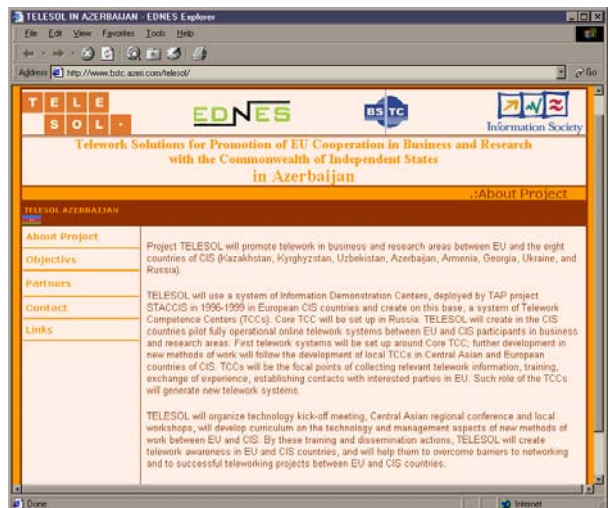 TELESOL IN AZERBAIJAN - EDNES Explorer
File Edit View Favorites Tools Help
Address http://www.bstc.azeri.com/telesol/ Go
TELE
SOL
EDNES
BSTC
Information Society
Telework Solutions for Promotion of EU Cooperation in Business and Research
with the Commonwealth of Independent States
in Azerbaijan
.:About Project
TELESOL AZERBAIJAN
About Project
Objectivs
Partners
Contact
Links
Project TELESOL will promote telework in business and research areas between EU and the eight
countries of CIS (Kazakhstan, Kyrghyzstan, Uzbekistan, Azerbaijan, Armenia, Georgia, Ukraine, and
Russia).
TELESOL will use a system of Information Demonstration Centers, deployed by TAP project
STACCIS in 1996-1999 in European CIS countries and create on this base, a system of Telework
Competence Centers (TCCs). Core TCC will be set up in Russia. TELESOL will create in the CIS
countries pilot fully operational online telework systems between EU and CIS participants in business
and research areas. First telework systems will be set up around Core TCC; further development in
new methods of work will follow the development of local TCCs in Central Asian and European
countries of CIS. TCCs will be the focal points of collecting relevant telework information, training,
exchange of experience, establishing contacts with interested parties in EU. Such role of the TCCs
will generate new telework systems.
TELESOL will organize technology kick-off meeting, Central Asian regional conference and local
workshops, will develop curriculum on the technology and management aspects of new methods of
work between EU and CIS. By these training and dissemination actions, TELESOL will create
telework awareness in EU and CIS countries, and will help them to overcome barriers to networking
and to successful teleworking projects between EU and CIS countries.
Done Internet